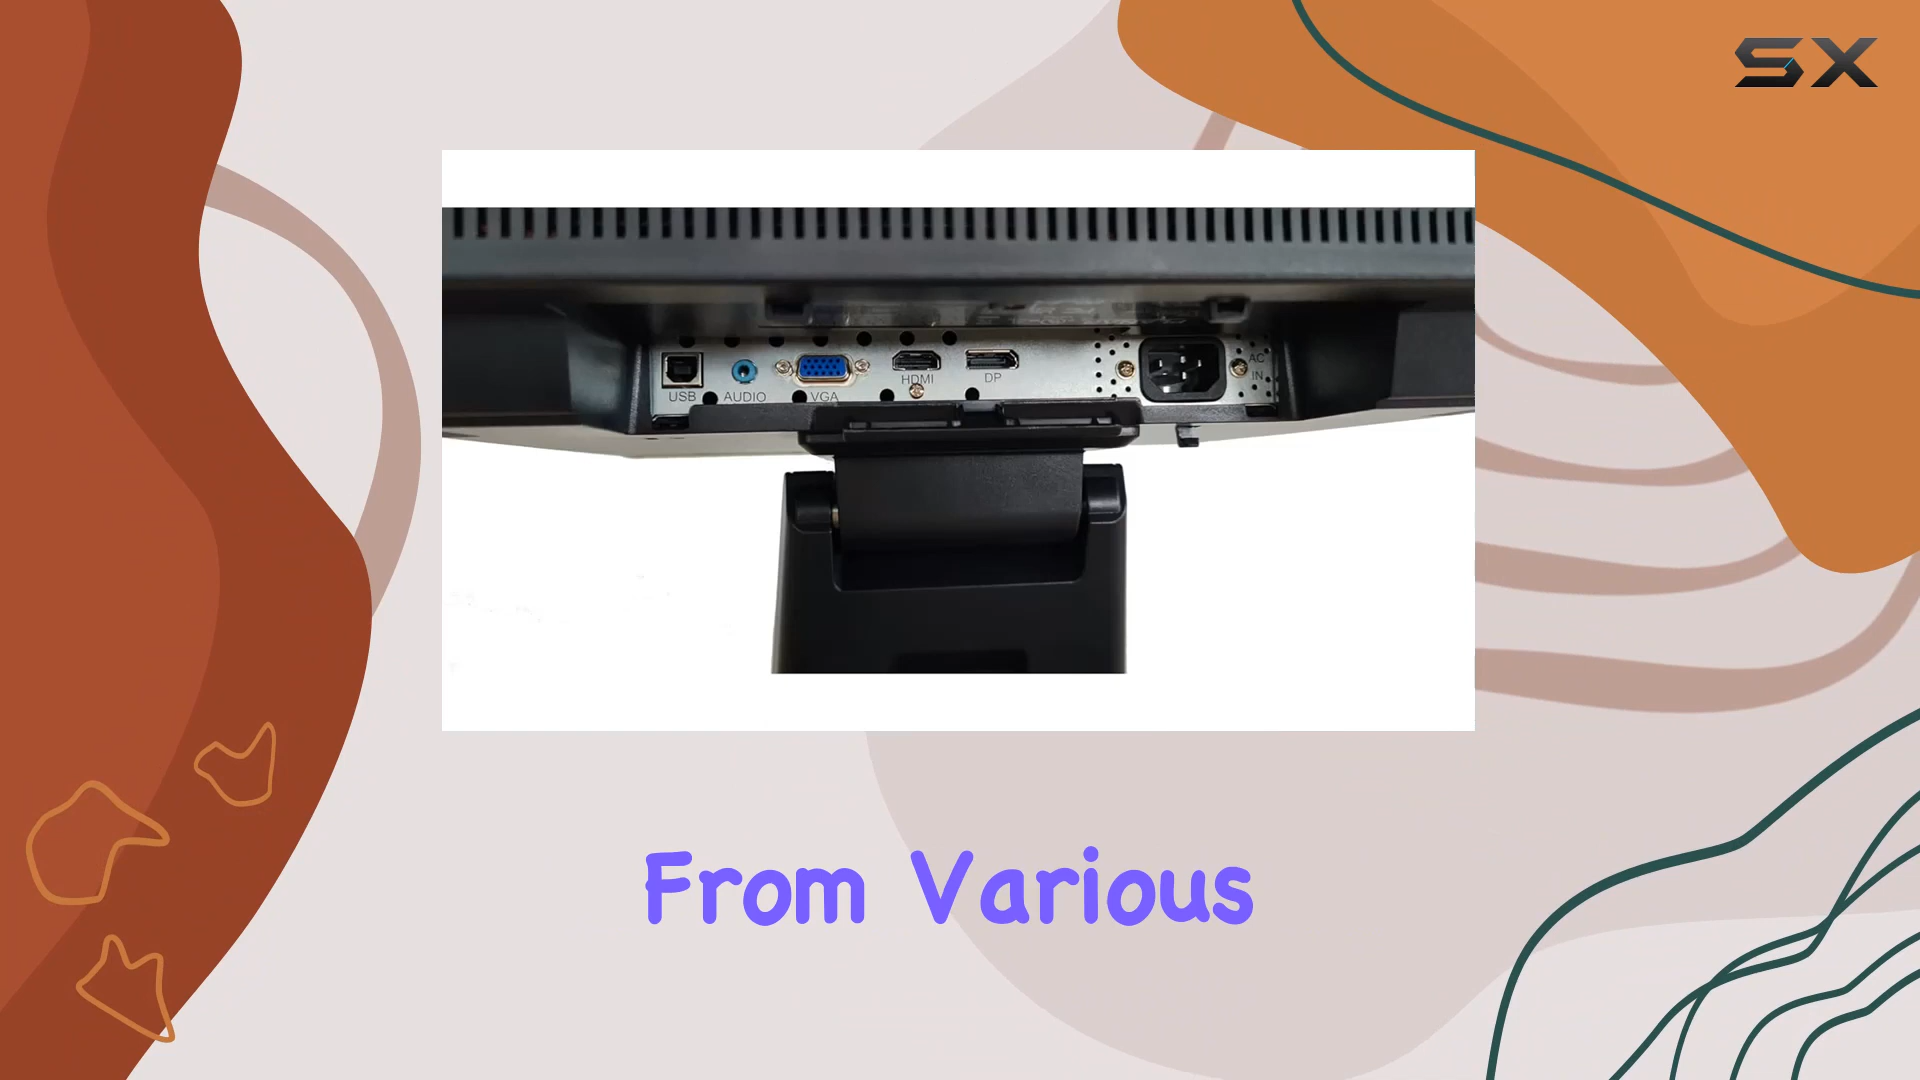 SX
USB
AUDIO
VGA
HDMI
DP
AC
IN
From Various